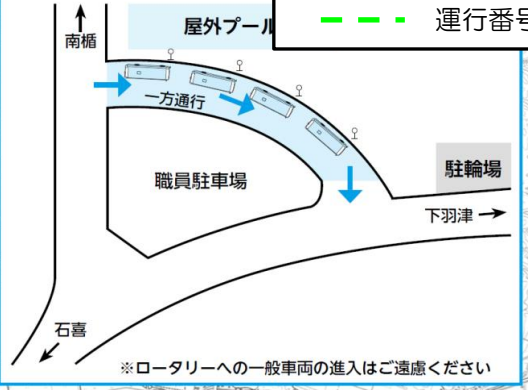 運行番号
南楯
屋外プール
一方通行
職員駐車場
駐輪場
下羽津
石喜
※ロータリーへの一般車両の進入はご遠慮ください